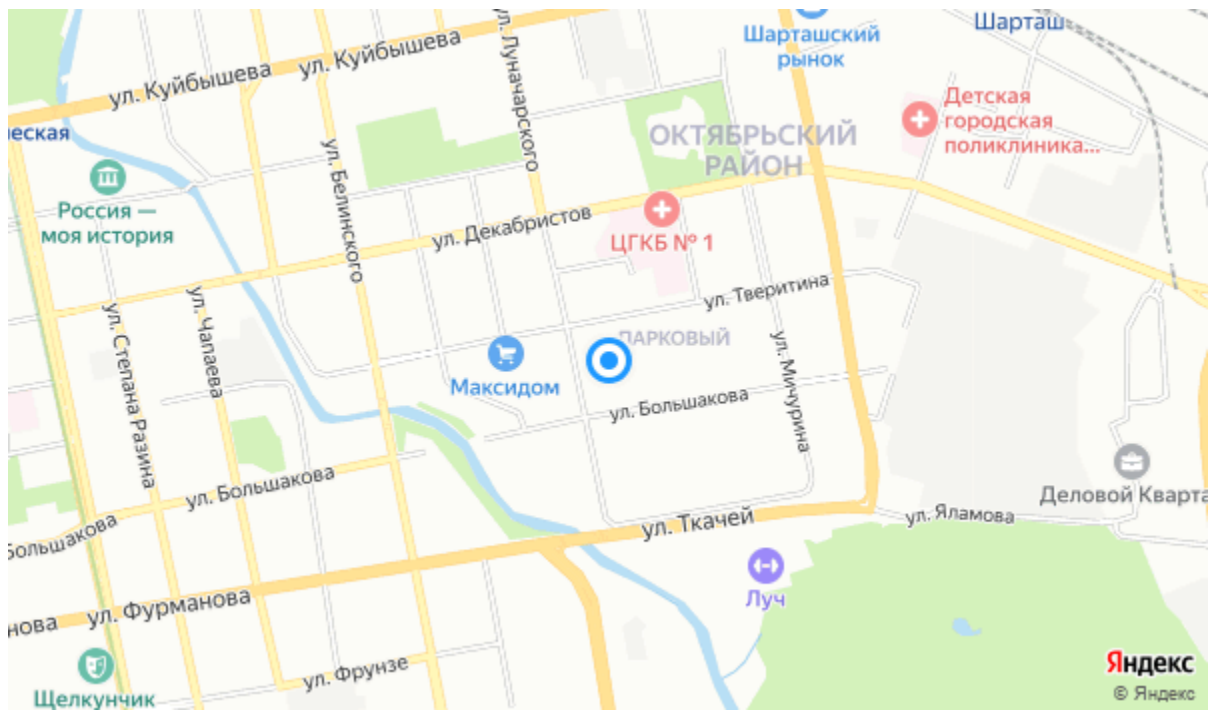 ул. Куйбышева
ул. Куйбышева
ул. Луначарского
Шарташский
рынок
Шарташ
Детская
городская
поликлиника...
ОКТЯБРЬСКИЙ
РАЙОН
ческая
Россия —
моя история
ул. Белинского
ул. Декабристов
ЦГКБ № 1
ул. Тверитина
ПАРКОВЫЙ
ул. Чапаева
ул. Степана Разина
Максидом
ул. Большакова
ул. Мичурина
ул. Большакова
Большакова
Деловой Кварта
ул. Ткачей
ул. Яламова
Луч
нова
ул. Фурманова
ул. Фрунзе
Щелкунчик
Яндекс
© Яндекс